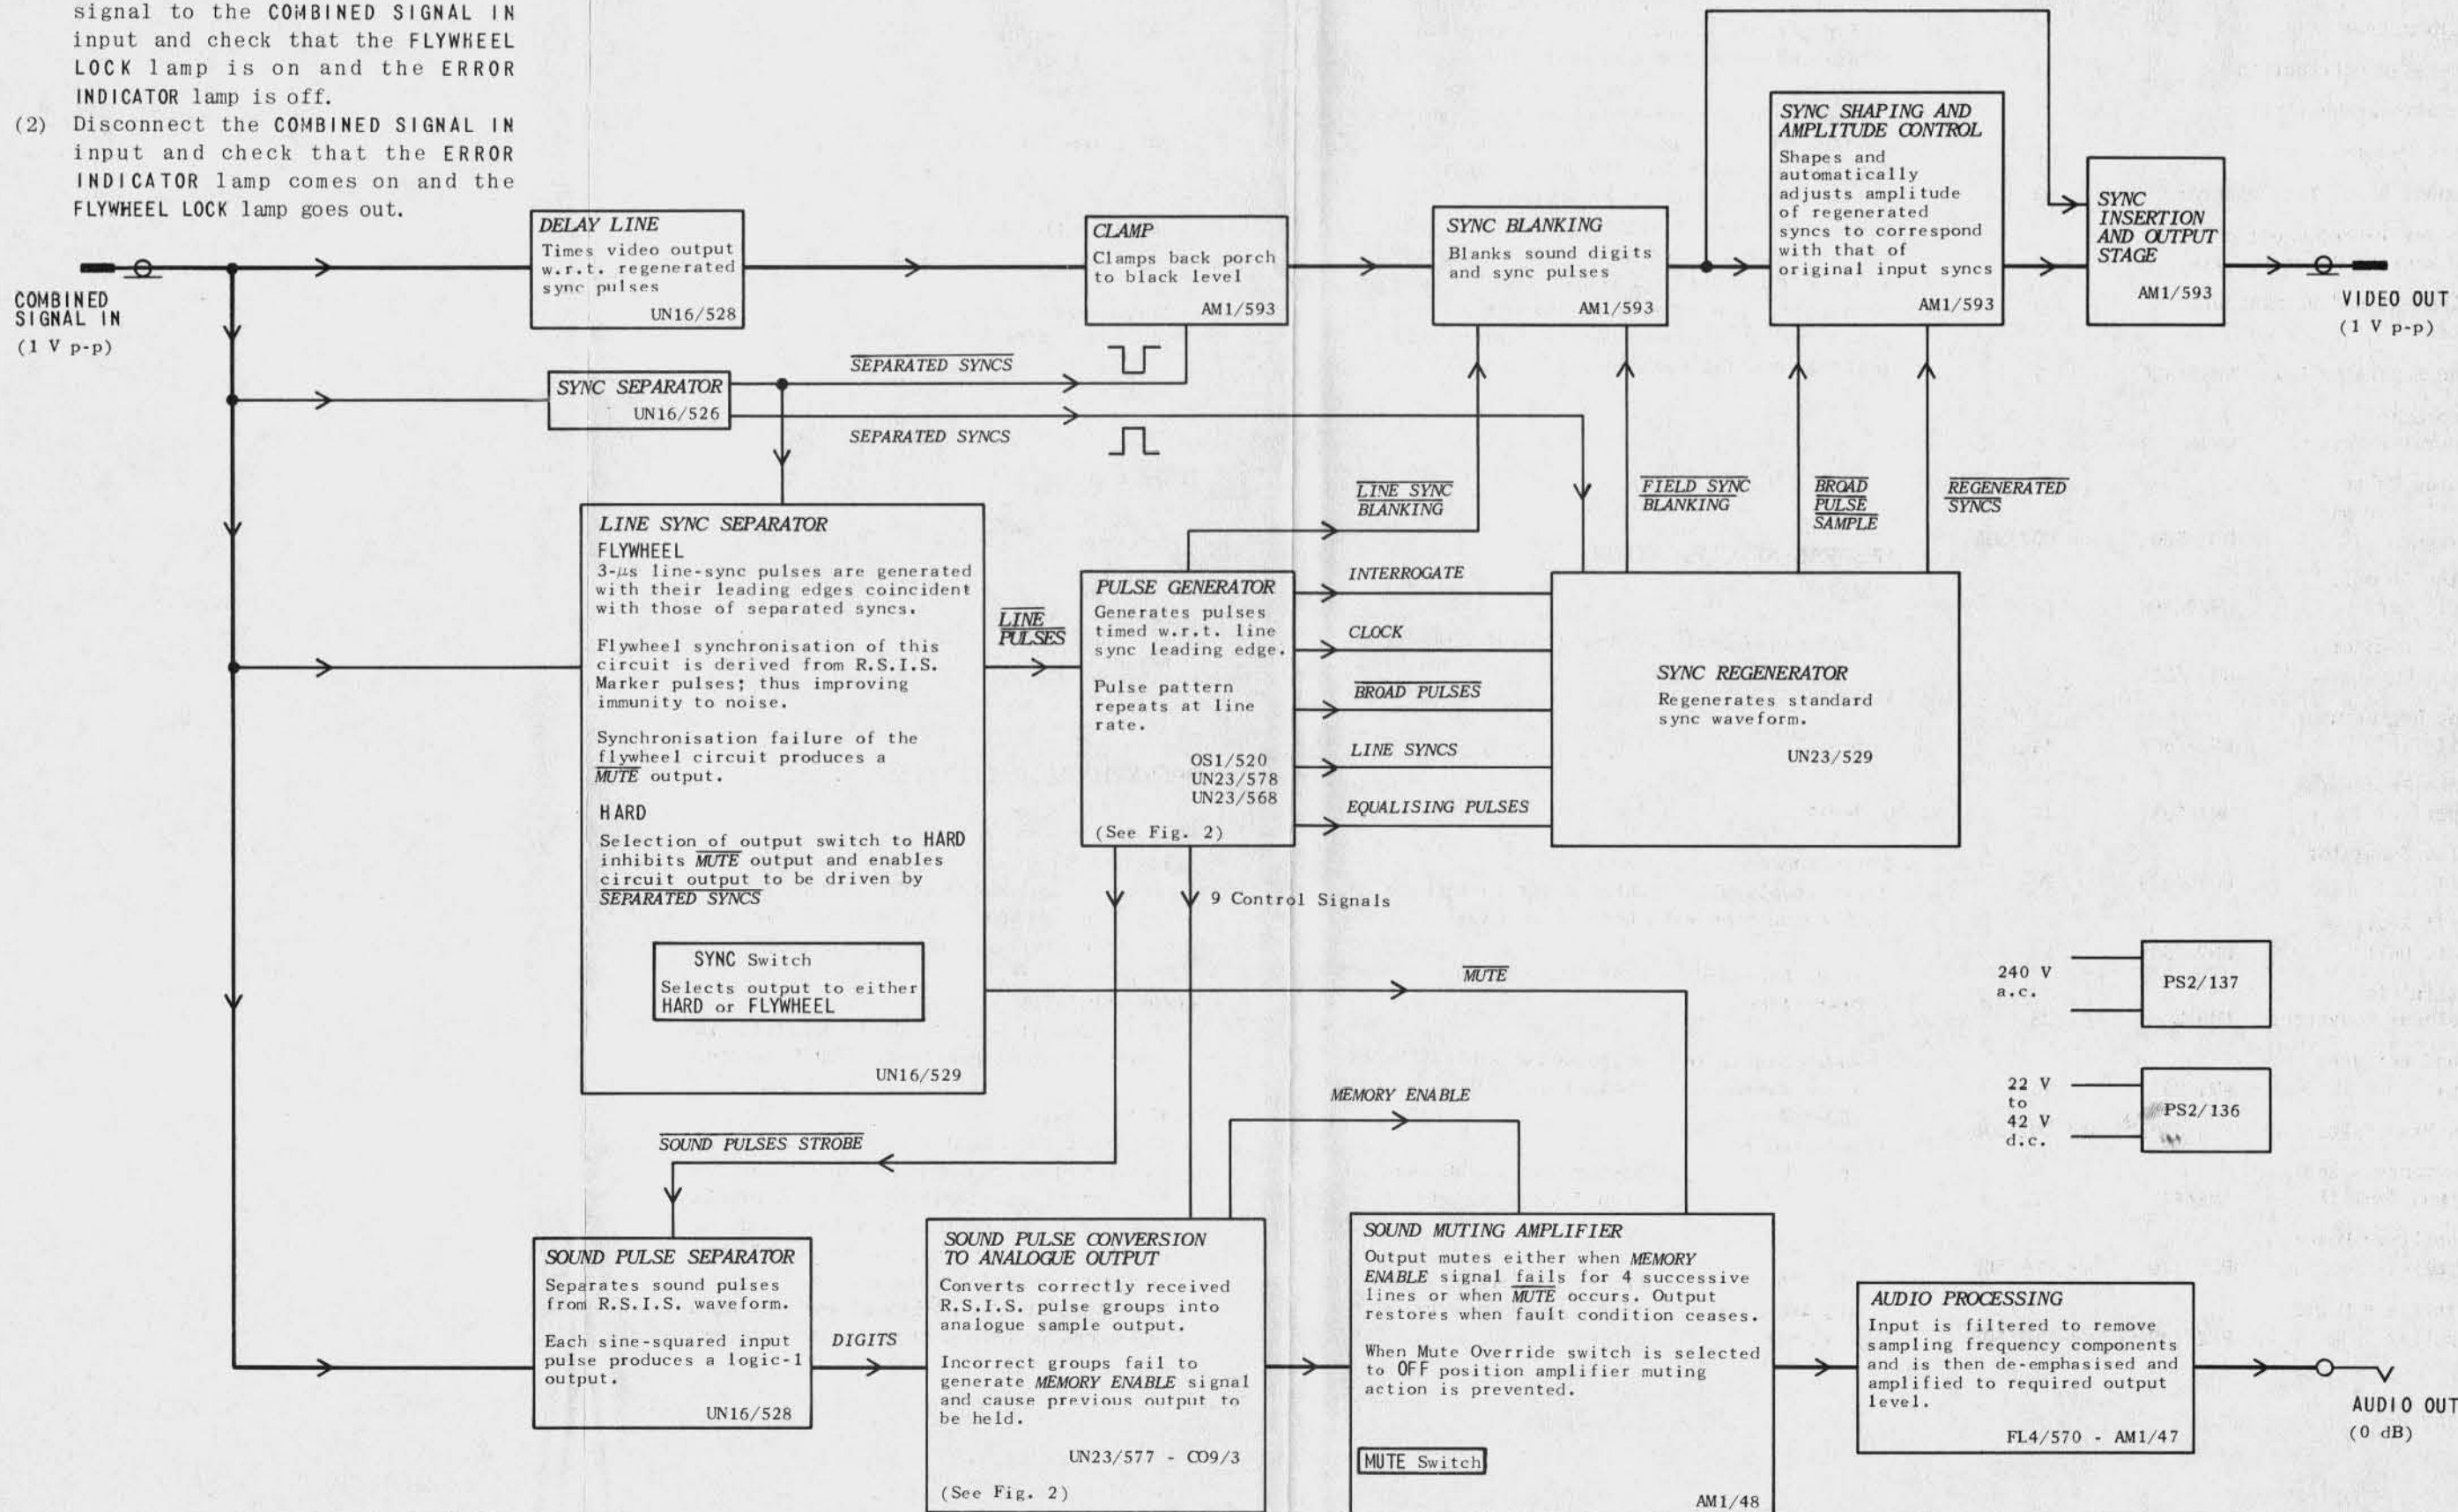 signal to the COMBINED SIGNAL IN
input and check that the FLYWHEEL
LOCK lamp is on and the ERROR
INDICATOR lamp is off.
(2) Disconnect the COMBINED SIGNAL IN
input and check that the ERROR
INDICATOR lamp comes on and the
FLYWHEEL LOCK lamp goes out.
COMBINED
SIGNAL IN
(1 V p-p)
DELAY LINE
Times video output
w.r.t. regenerated
sync pulses
UN16/528
CLAMP
Clamps back porch
to black level
AM1/593
SYNC BLANKING
Blanks sound digits
and sync pulses
AM1/593
SYNC SHAPING AND
AMPLITUDE CONTROL
Shapes and
automatically
adjusts amplitude
of regenerated
syncs to correspond
with that of
original input syncs
AM1/593
SYNC
INSERTION
AND OUTPUT
STAGE
AM1/593
VIDEO OUT
(1 V p-p)
SYNC SEPARATOR
UN16/526
SEPARATED SYNCS
SEPARATED SYNCS
LINE SYNC SEPARATOR
FLYWHEEL
3-µs line-sync pulses are generated
with their leading edges coincident
with those of separated syncs.
Flywheel synchronisation of this
circuit is derived from R.S.I.S.
Marker pulses; thus improving
immunity to noise.
Synchronisation failure of the
flywheel circuit produces a
MUTE output.
HARD
Selection of output switch to HARD
inhibits MUTE output and enables
circuit output to be driven by
SEPARATED SYNCS
SYNC Switch
Selects output to either
HARD or FLYWHEEL
UN16/529
LINE
PULSES
PULSE GENERATOR
Generates pulses
timed w.r.t. line
sync leading edge.
Pulse pattern
repeats at line
rate.
OS1/520
UN23/578
UN23/568
(See Fig. 2)
LINE SYNC
BLANKING
FIELD SYNC
BLANKING
BROAD
PULSE
SAMPLE
REGENERATED
SYNCS
INTERROGATE
CLOCK
BROAD PULSES
LINE SYNCS
EQUALISING PULSES
SYNC REGENERATOR
Regenerates standard
sync waveform.
UN23/529
9 Control Signals
MUTE
240 V
a.c.
PS2/137
22 V
to
42 V
d.c.
PS2/136
MEMORY ENABLE
SOUND PULSES STROBE
SOUND PULSE SEPARATOR
Separates sound pulses
from R.S.I.S. waveform.
Each sine-squared input
pulse produces a logic-1
output.
UN16/528
DIGITS
SOUND PULSE CONVERSION
TO ANALOGUE OUTPUT
Converts correctly received
R.S.I.S. pulse groups into
analogue sample output.
Incorrect groups fail to
generate MEMORY ENABLE signal
and cause previous output to
be held.
UN23/577 - CO9/3
(See Fig. 2)
SOUND MUTING AMPLIFIER
Output mutes either when MEMORY
ENABLE signal fails for 4 successive
lines or when MUTE occurs. Output
restores when fault condition ceases.
When Mute Override switch is selected
to OFF position amplifier muting
action is prevented.
MUTE Switch
AM1/48
AUDIO PROCESSING
Input is filtered to remove
sampling frequency components
and is then de-emphasised and
amplified to required output
level.
FL4/570 - AM1/47
AUDIO OUT
(0 dB)